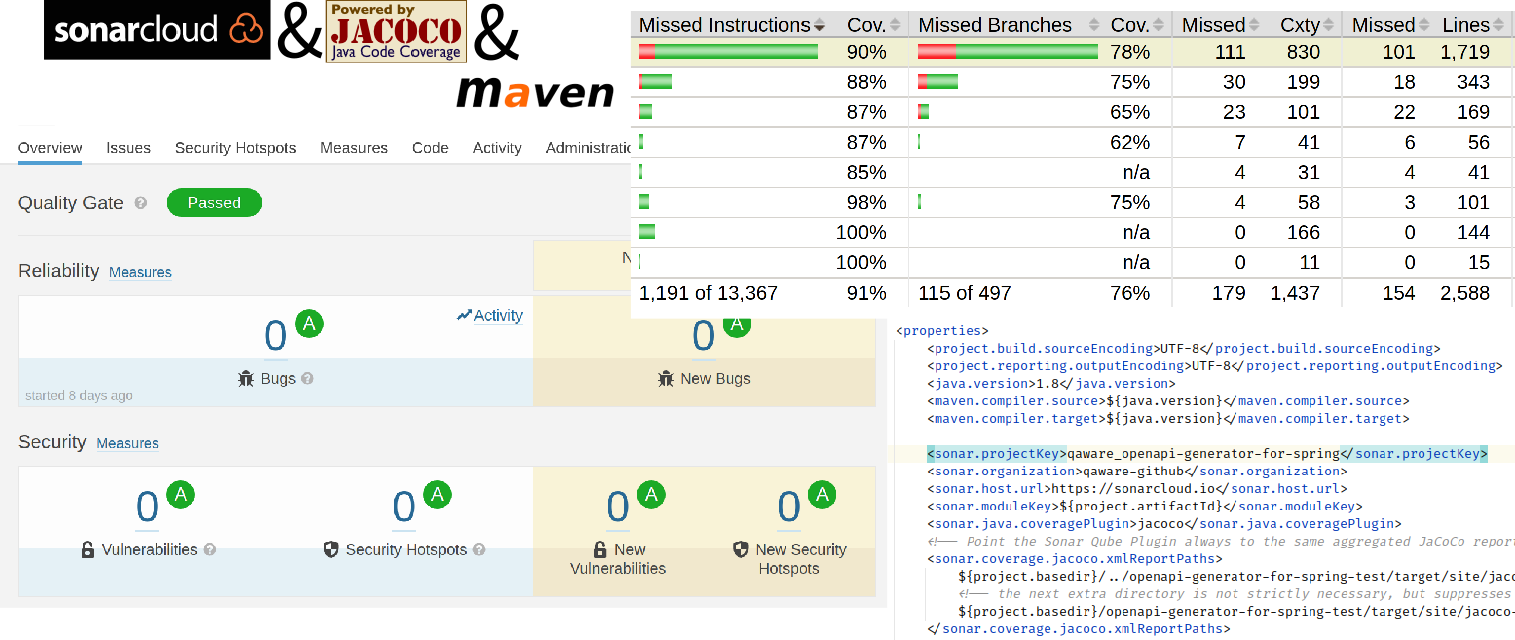 sonarcloud & Powered by JACOCO Java Code Coverage &
maven
Overview Issues Security Hotspots Measures Code Activity
Quality Gate ? Passed
Reliability Measures
0 A Activity
Bugs ?
started 8 days ago
0 A
New Bugs
Security Measures
0 A 0 A 0 A 0 A
Vulnerabilities ? Security Hotspots ? New Vulnerabilities New Security Hotspots
Missed Instructions Cov. Missed Branches Cov. Missed Cxty Missed Lines
90% 78% 111 830 101 1,719
88% 75% 30 199 18 343
87% 65% 23 101 22 169
87% 62% 7 41 6 56
85% n/a 4 31 4 41
98% 75% 4 58 3 101
100% n/a 0 166 0 144
100% n/a 0 11 0 15
1,191 of 13,367 91% 115 of 497 76% 179 1,437 154 2,588
<properties>
<project.build.sourceEncoding>UTF-8</project.build.sourceEncoding>
<project.reporting.outputEncoding>UTF-8</project.reporting.outputEncoding>
<java.version>1.8</java.version>
<maven.compiler.source>${java.version}</maven.compiler.source>
<maven.compiler.target>${java.version}</maven.compiler.target>
<sonar.projectKey>qaware_openapi-generator-for-spring</sonar.projectKey>
<sonar.organization>qaware-github</sonar.organization>
<sonar.host.url>https://sonarcloud.io</sonar.host.url>
<sonar.moduleKey>${project.artifactId}</sonar.moduleKey>
<sonar.java.coveragePlugin>jacoco</sonar.java.coveragePlugin>
<!-- Point the Sonar Qube Plugin always to the same aggregated JaCoCo report
<sonar.coverage.jacoco.xmlReportPaths>
${project.basedir}/../openapi-generator-for-spring-test/target/site/jaco
<!-- the next extra directory is not strictly necessary, but suppresses
${project.basedir}/openapi-generator-for-spring-test/target/site/jacoco-
</sonar.coverage.jacoco.xmlReportPaths>